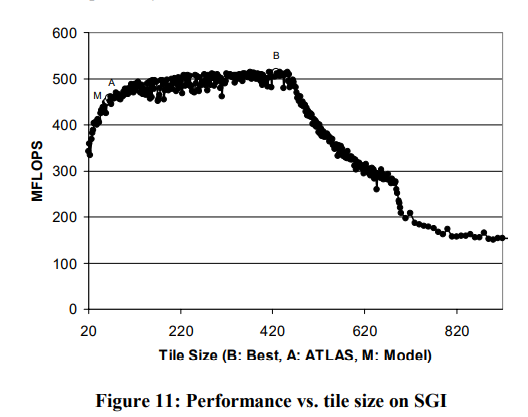 600
500
400
300
200
100
0
MFLOPS
B
A
M
20 220 420 620 820
Tile Size (B: Best, A: ATLAS, M: Model)
Figure 11: Performance vs. tile size on SGI